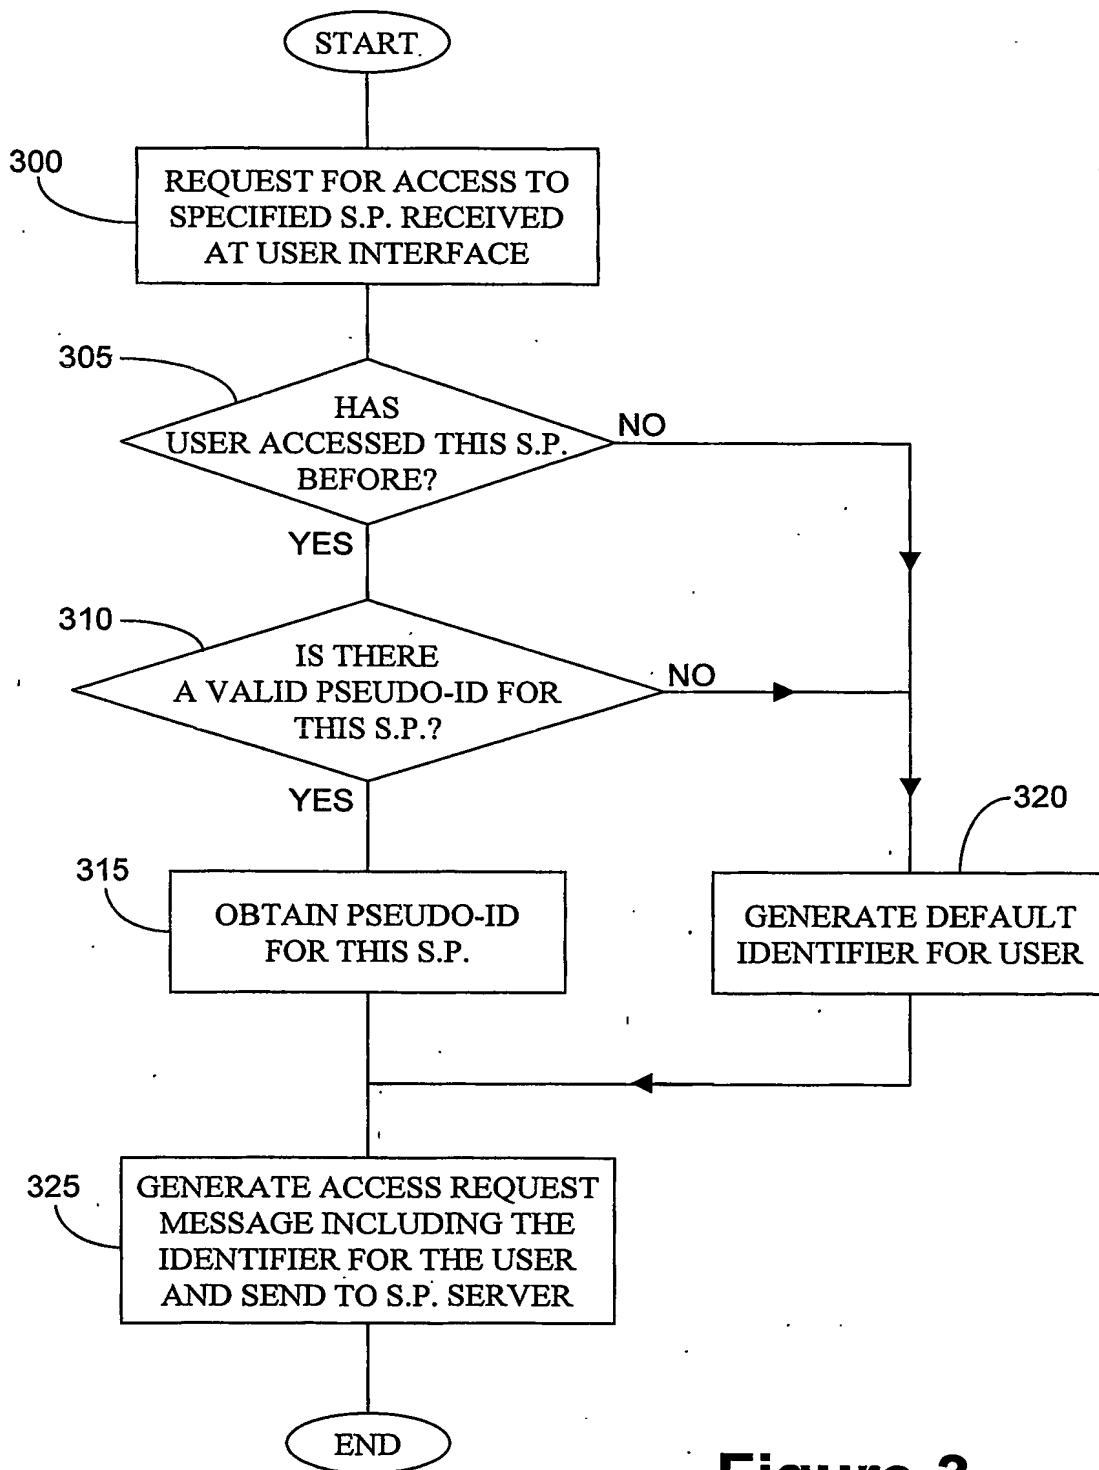 START
300
REQUEST FOR ACCESS TO
SPECIFIED S.P. RECEIVED
AT USER INTERFACE
305
HAS
USER ACCESSED THIS S.P.
BEFORE?
NO
YES
310
IS THERE
A VALID PSEUDO-ID FOR
THIS S.P.?
NO
YES
315
OBTAIN PSEUDO-ID
FOR THIS S.P.
320
GENERATE DEFAULT
IDENTIFIER FOR USER
325
GENERATE ACCESS REQUEST
MESSAGE INCLUDING THE
IDENTIFIER FOR THE USER
AND SEND TO S.P. SERVER
END
Figure